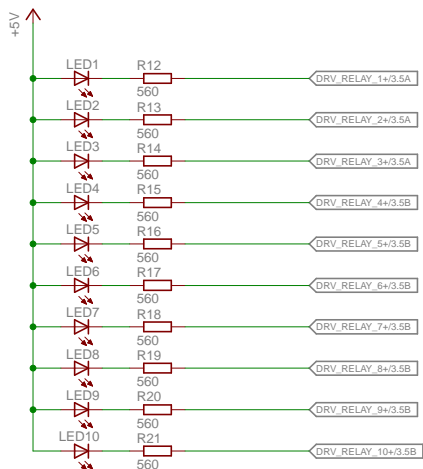 +5V
LED1 R12
560 DRV_RELAY_1+/3.5A
LED2 R13
560 DRV_RELAY_2+/3.5A
LED3 R14
560 DRV_RELAY_3+/3.5A
LED4 R15
560 DRV_RELAY_4+/3.5B
LED5 R16
560 DRV_RELAY_5+/3.5B
LED6 R17
560 DRV_RELAY_6+/3.5B
LED7 R18
560 DRV_RELAY_7+/3.5B
LED8 R19
560 DRV_RELAY_8+/3.5B
LED9 R20
560 DRV_RELAY_9+/3.5B
LED10 R21
560 DRV_RELAY_10+/3.5B